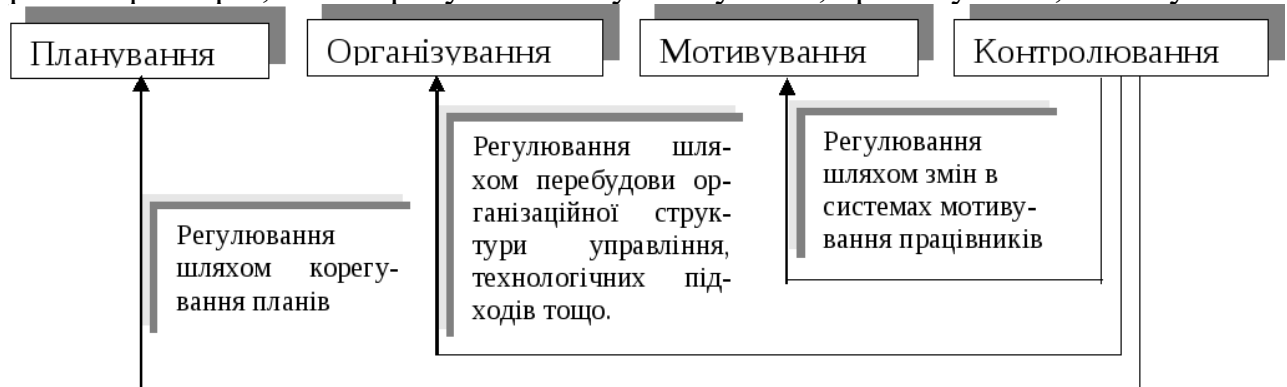 Планування
Організування
Мотивування
Контролювання
Регулювання
шляхом корегу-
вання планів
Регулювання шля-
хом перебудови ор-
ганізаційної струк-
тури управління,
технологічних під-
ходів тощо.
Регулювання
шляхом змін в
системах мотиву-
вання працівників